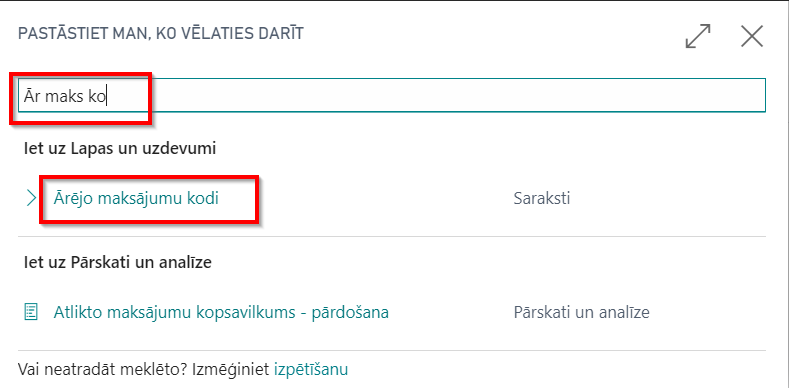 PASTĀSTIET MAN, KO VĒLATIES DARĪT
Ār maks ko
Iet uz Lapas un uzdevumi
Ārējo maksājumu kodi Saraksti
Iet uz Pārskati un analīze
Atlikto maksājumu kopsavilkums - pārdošana Pārskati un analīze
Vai neatradāt meklēto? Izmēģiniet izpētīšanu